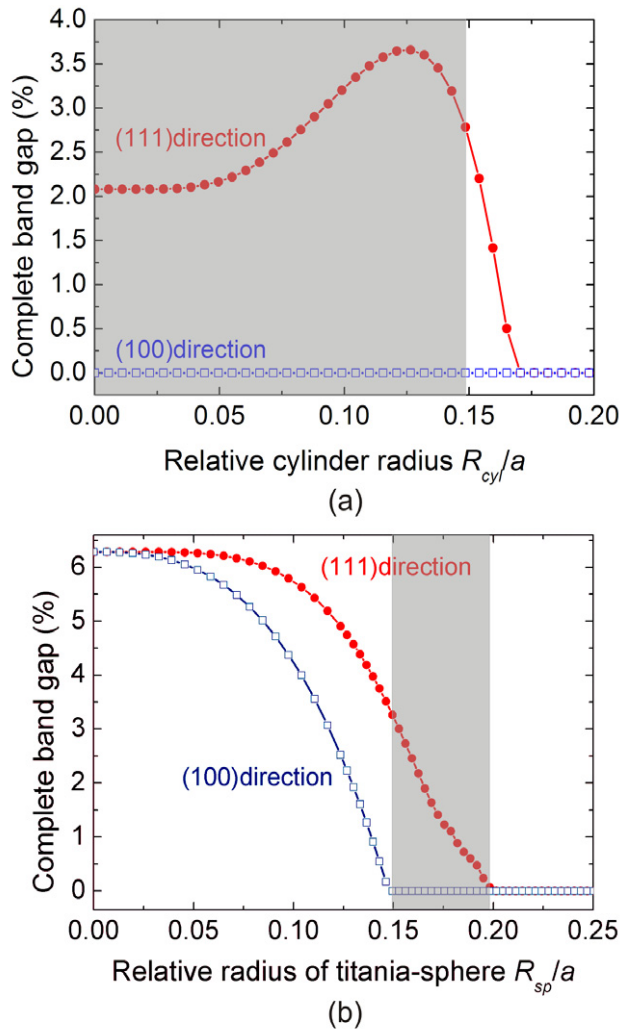 Complete band gap (%)
4.0
3.5
3.0
2.5
2.0
1.5
1.0
0.5
0.0
(111)direction
(100)direction
0.00 0.05 0.10 0.15 0.20
Relative cylinder radius R_cyl/a
(a)
Complete band gap (%)
6
5
4
3
2
1
0
(111)direction
(100)direction
0.00 0.05 0.10 0.15 0.20 0.25
Relative radius of titania-sphere R_sp/a
(b)